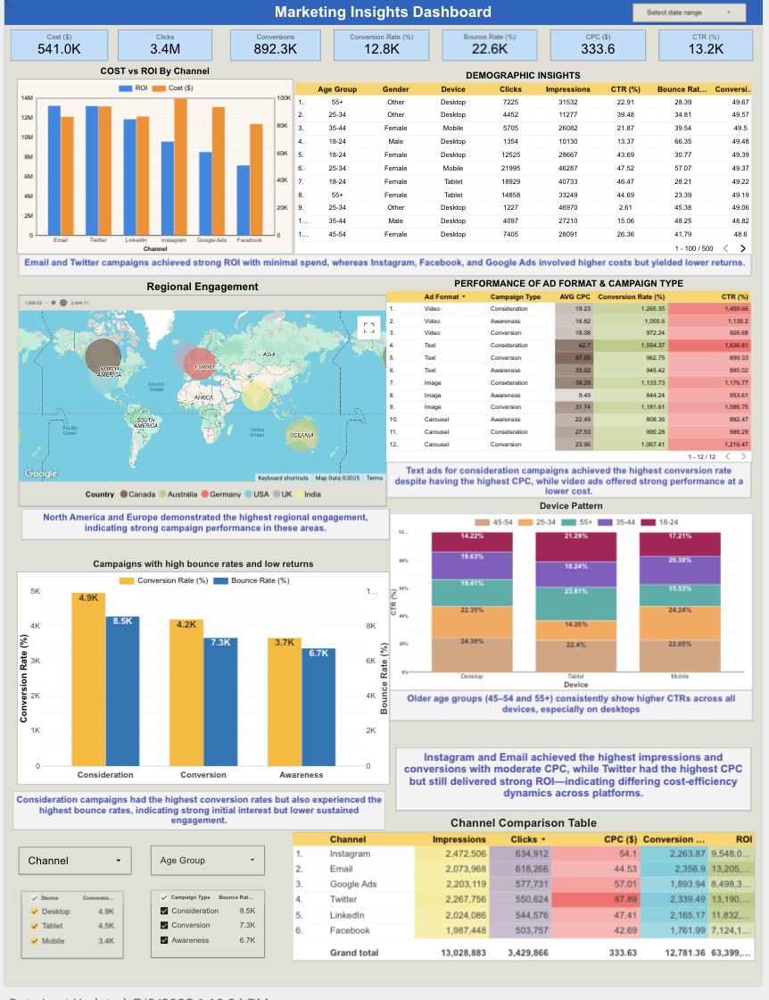 Marketing Insights Dashboard
Select date range
Cost ($)
541.0K
Clicks
3.4M
Conversions
892.3K
Conversion Rate (%)
12.8K
Bounce Rate (%)
22.6K
CPC ($)
333.6
CTR (%)
13.2K
COST vs ROI By Channel
ROI Cost ($)
14M 100K
12M 80K
10M
8M 60K
6M 40K
4M
2M 20K
0 0
Email Twitter LinkedIn Instagram Google Ads Facebook
Channel
DEMOGRAPHIC INSIGHTS
Age Group Gender Device Clicks Impressions CTR (%) Bounce Rat… Conversi..
1. 55+ Other Desktop 7225 31532 22.91 28.39 49.67
2. 25-34 Other Desktop 4452 11277 39.48 34.81 49.57
3. 35-44 Female Mobile 5705 26082 21.87 39.54 49.5
4. 18-24 Male Desktop 1354 10130 13.37 66.35 49.48
5. 18-24 Female Desktop 12525 28667 43.69 30.77 49.39
6. 25-34 Female Mobile 21995 46287 47.52 57.07 49.37
7. 18-24 Female Tablet 18929 40733 46.47 28.21 49.22
8. 55+ Female Tablet 14858 33249 44.69 23.39 49.19
9. 25-34 Other Desktop 1227 46970 2.61 45.38 49.06
1… 35-44 Male Desktop 4097 27210 15.06 48.25 48.82
1… 45-54 Female Desktop 7405 28091 26.36 41.79 48.6
1 - 100 / 500
Email and Twitter campaigns achieved strong ROI with minimal spend, whereas Instagram, Facebook, and Google Ads involved higher costs but yielded lower returns.
Regional Engagement
NORTH AMERICA
EUROPE
ASIA
Atlantic Ocean
AFRICA
Pacific Ocean
SOUTH AMERICA
Indian Ocean
OCEANIA
Google
Keyboard shortcuts Map Data ©2025 Terms
Country Canada Australia Germany USA UK India
North America and Europe demonstrated the highest regional engagement,
indicating strong campaign performance in these areas.
PERFORMANCE OF AD FORMAT & CAMPAIGN TYPE
Ad Format Campaign Type AVG CPC Conversion Rate (%) CTR (%)
1. Video Consideration 19.23 1,265.35 1,409.66
2. Video Awareness 16.82 1,055.6 1,135.2
3. Video Conversion 18.08 972.24 926.68
4. Text Consideration 42.7 1,554.37 1,636.81
5. Text Conversion 47.65 962.75 899.33
6. Text Awareness 35.62 945.42 885.02
7. Image Consideration 38.29 1,133.73 1,176.77
8. Image Awareness 9.49 844.24 953.61
9. Image Conversion 31.74 1,181.61 1,086.75
10. Carousel Awareness 22.49 808.36 882.47
11. Carousel Consideration 27.53 990.28 988.29
12. Carousel Conversion 23.96 1,067.41 1,216.47
1 - 12 / 12
Text ads for consideration campaigns achieved the highest conversion rate
despite having the highest CPC, while video ads offered strong performance at a
lower cost.
Device Pattern
45-54 25-34 55+ 35-44 18-24
10…
80%
60%
40%
20%
0%
CTR (%)
14.22% 21.29% 17.21%
19.63% 18.24% 20.38%
19.41% 23.81% 15.53%
22.35% 14.26% 24.24%
24.39% 22.4% 22.65%
Desktop Tablet Mobile
Device
Older age groups (45–54 and 55+) consistently show higher CTRs across all
devices, especially on desktops
Campaigns with high bounce rates and low returns
Conversion Rate (%) Bounce Rate (%)
5K 1…
4K 8K
3K 6K
2K 4K
1K 2K
0 0
Conversion Rate (%)
Bounce Rate (%)
4.9K 8.5K
4.2K 7.3K
3.7K 6.7K
Consideration Conversion Awareness
Consideration campaigns had the highest conversion rates but also experienced the
highest bounce rates, indicating strong initial interest but lower sustained
engagement.
Instagram and Email achieved the highest impressions and
conversions with moderate CPC, while Twitter had the highest CPC
but still delivered strong ROI—indicating differing cost-efficiency
dynamics across platforms.
Channel
Age Group
Device Conversio…
Desktop 4.9K
Tablet 4.5K
Mobile 3.4K
Campaign Type Bounce Rat…
Consideration 8.5K
Conversion 7.3K
Awareness 6.7K
Channel Comparison Table
Channel Impressions Clicks CPC ($) Conversion … ROI
1. Instagram 2,472,506 634,912 54.1 2,263.87 9,548,0…
2. Email 2,073,968 618,266 44.53 2,356.9 13,205,…
3. Google Ads 2,203,119 577,731 57.01 1,893.94 8,498,3…
4. Twitter 2,267,756 550,624 87.89 2,339.49 13,190,…
5. LinkedIn 2,024,086 544,576 47.41 2,165.17 11,832,…
6. Facebook 1,987,448 503,757 42.69 1,761.99 7,124,1…
Grand total 13,028,883 3,429,866 333.63 12,781.36 63,399,…